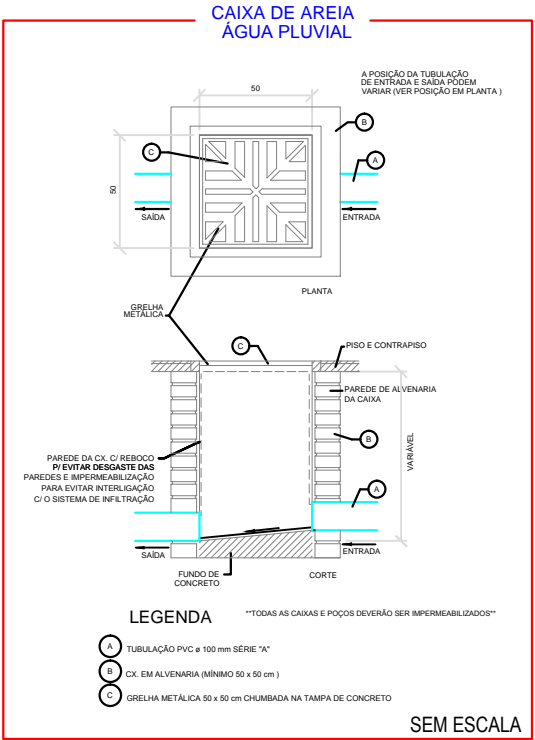 CAIXA DE AREIA
ÁGUA PLUVIAL
A POSIÇÃO DA TUBULAÇÃO
DE ENTRADA E SAÍDA PODEM
VARIAR (VER POSIÇÃO EM PLANTA )
50
B
C
A
50
SAÍDA
ENTRADA
PLANTA
GRELHA
METÁLICA
C
PISO E CONTRAPISO
PAREDE DE ALVENARIA
DA CAIXA
B
VARIÁVEL
PAREDE DA CX. C/ REBOCO
P/ EVITAR DESGASTE DAS
PAREDES E IMPERMEABILIZAÇÃO
PARA EVITAR INTERLIGAÇÃO
C/ O SISTEMA DE INFILTRAÇÃO
A
SAÍDA
ENTRADA
FUNDO DE
CONCRETO
CORTE
LEGENDA
**TODAS AS CAIXAS E POÇOS DEVERÃO SER IMPERMEABILIZADOS**
A TUBULAÇÃO PVC ø 100 mm SÉRIE "A"
B CX. EM ALVENARIA (MÍNIMO 50 x 50 cm )
C GRELHA METÁLICA 50 x 50 cm CHUMBADA NA TAMPA DE CONCRETO
SEM ESCALA